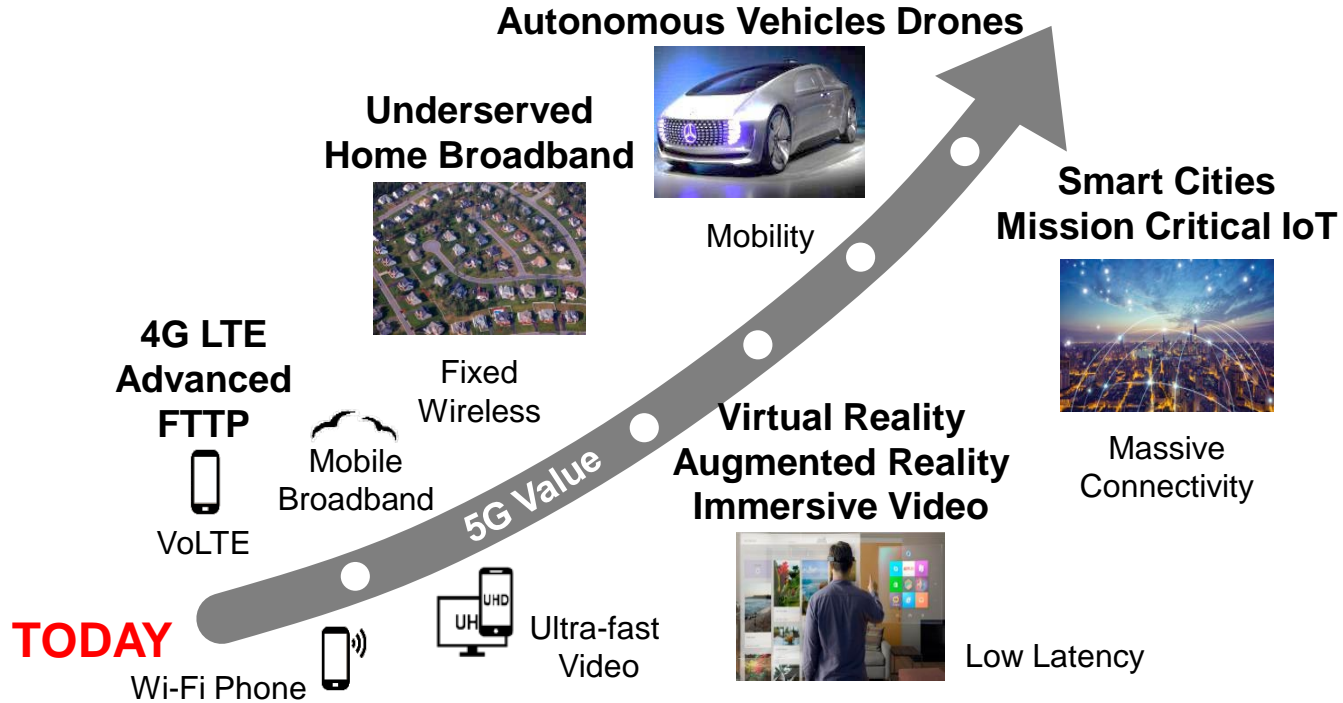 Autonomous Vehicles Drones
Underserved
Home Broadband
Mobility
Smart Cities
Mission Critical IoT
4G LTE
Advanced
FTTP
Fixed
Wireless
Mobile
Broadband
VoLTE
5G Value
Virtual Reality
Augmented Reality
Immersive Video
Massive
Connectivity
TODAY
Wi-Fi Phone
UH
UHD
Ultra-fast
Video
Low Latency